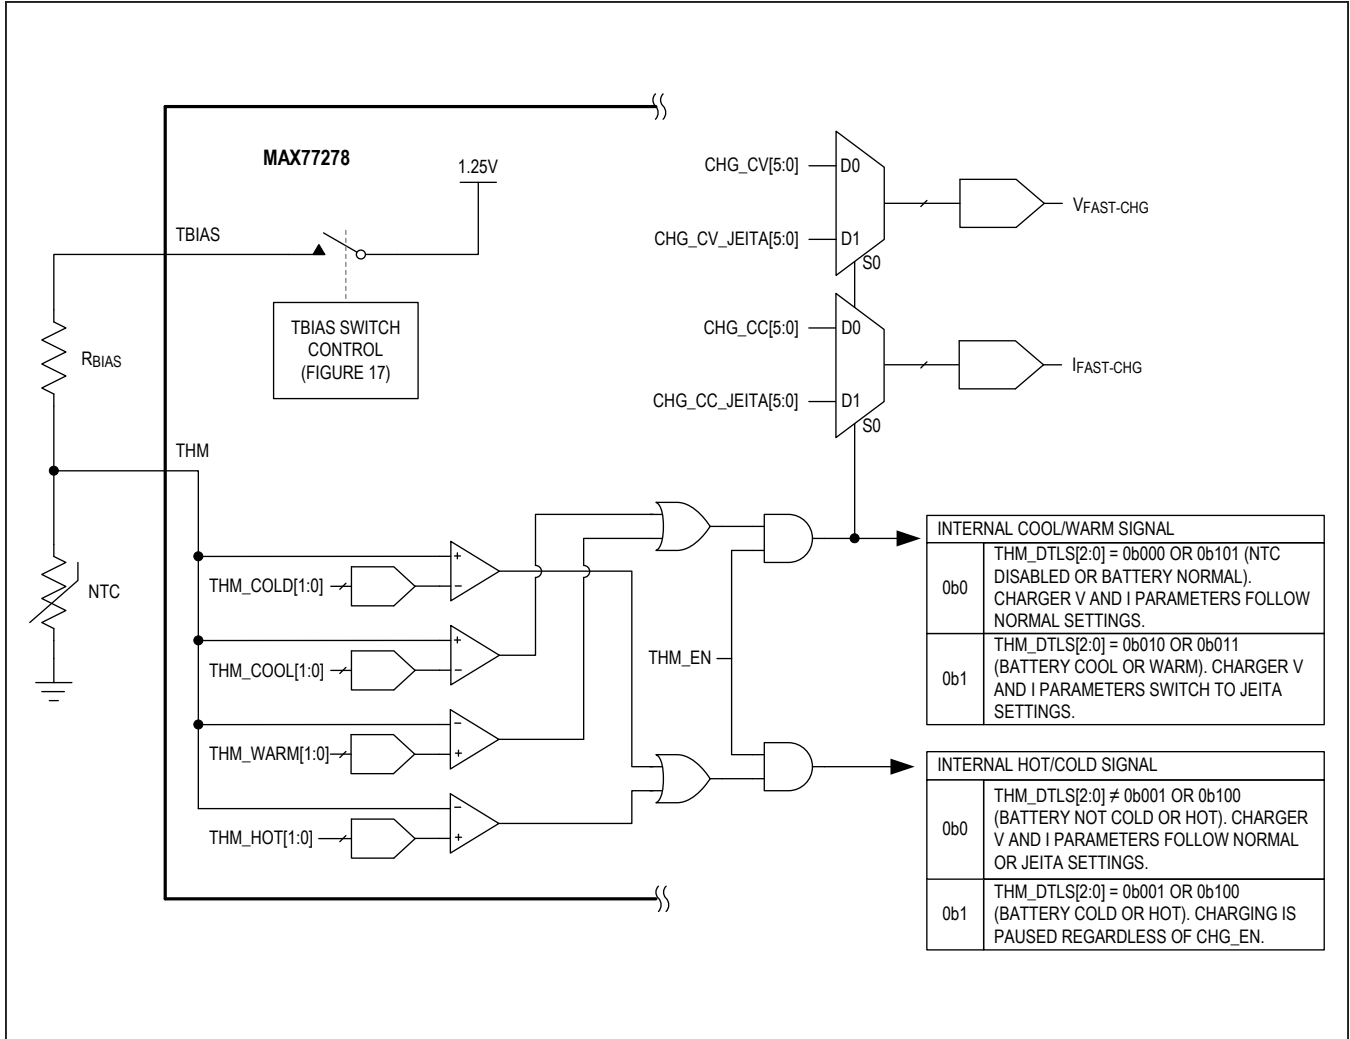 MAX77278
1.25V
TBIAS
TBIAS SWITCH
CONTROL
(FIGURE 17)
RBIAS
THM
NTC
THM_COLD[1:0]
+
−
THM_COOL[1:0]
+
−
THM_WARM[1:0]
−
+
THM_HOT[1:0]
−
+
THM_EN
CHG_CV[5:0]
D0
CHG_CV_JEITA[5:0]
D1
S0
VFAST-CHG
CHG_CC[5:0]
D0
CHG_CC_JEITA[5:0]
D1
S0
IFAST-CHG
INTERNAL COOL/WARM SIGNAL
0b0
THM_DTLS[2:0] = 0b000 OR 0b101 (NTC
DISABLED OR BATTERY NORMAL).
CHARGER V AND I PARAMETERS FOLLOW
NORMAL SETTINGS.
0b1
THM_DTLS[2:0] = 0b010 OR 0b011
(BATTERY COOL OR WARM). CHARGER V
AND I PARAMETERS SWITCH TO JEITA
SETTINGS.
INTERNAL HOT/COLD SIGNAL
0b0
THM_DTLS[2:0] ≠ 0b001 OR 0b100
(BATTERY NOT COLD OR HOT). CHARGER
V AND I PARAMETERS FOLLOW NORMAL
OR JEITA SETTINGS.
0b1
THM_DTLS[2:0] = 0b001 OR 0b100
(BATTERY COLD OR HOT). CHARGING IS
PAUSED REGARDLESS OF CHG_EN.